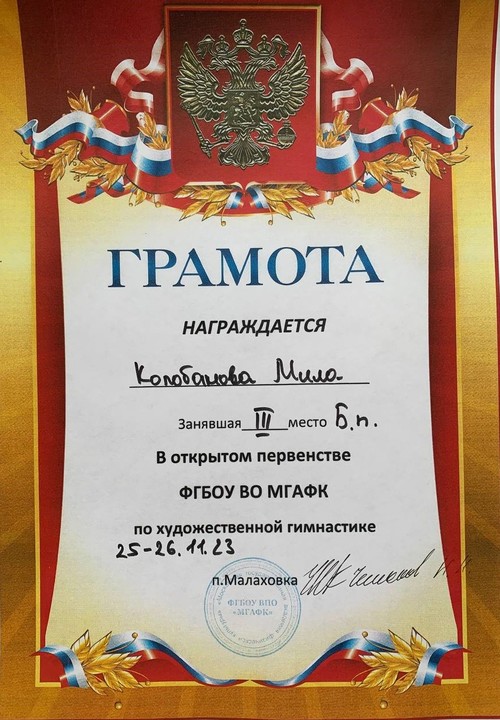 ГРАМОТА
НАГРАЖДАЕТСЯ
Колобанова Мила
Занявшая III место Б.п.
В открытом первенстве
ФГБОУ ВО МГАФК
по художественной гимнастике
25-26.11.23
п.Малаховка
ФГБОУ ВПО
«МГАФК»